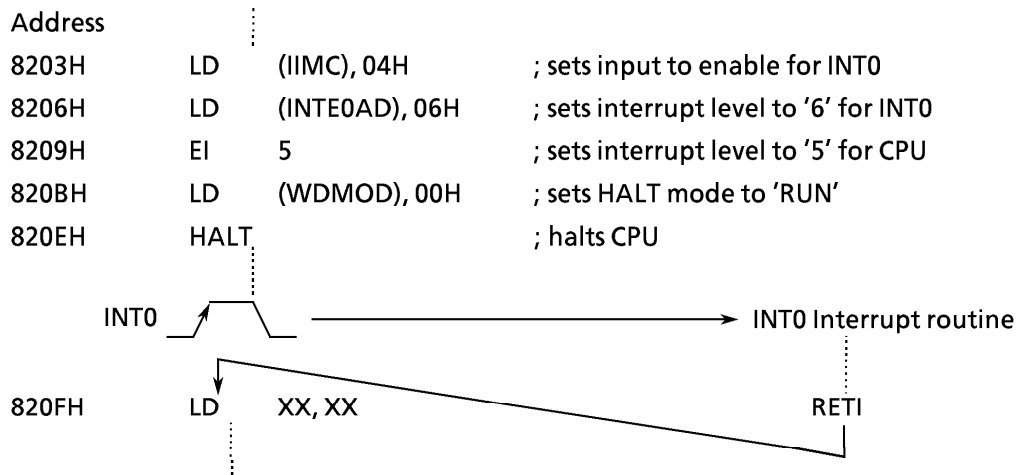 Address
8203H LD (IIMC), 04H ; sets input to enable for INT0
8206H LD (INTE0AD), 06H ; sets interrupt level to '6' for INT0
8209H EI 5 ; sets interrupt level to '5' for CPU
820BH LD (WDMOD), 00H ; sets HALT mode to 'RUN'
820EH HALT ; halts CPU
INT0 INT0 Interrupt routine
820FH LD XX, XX RETI